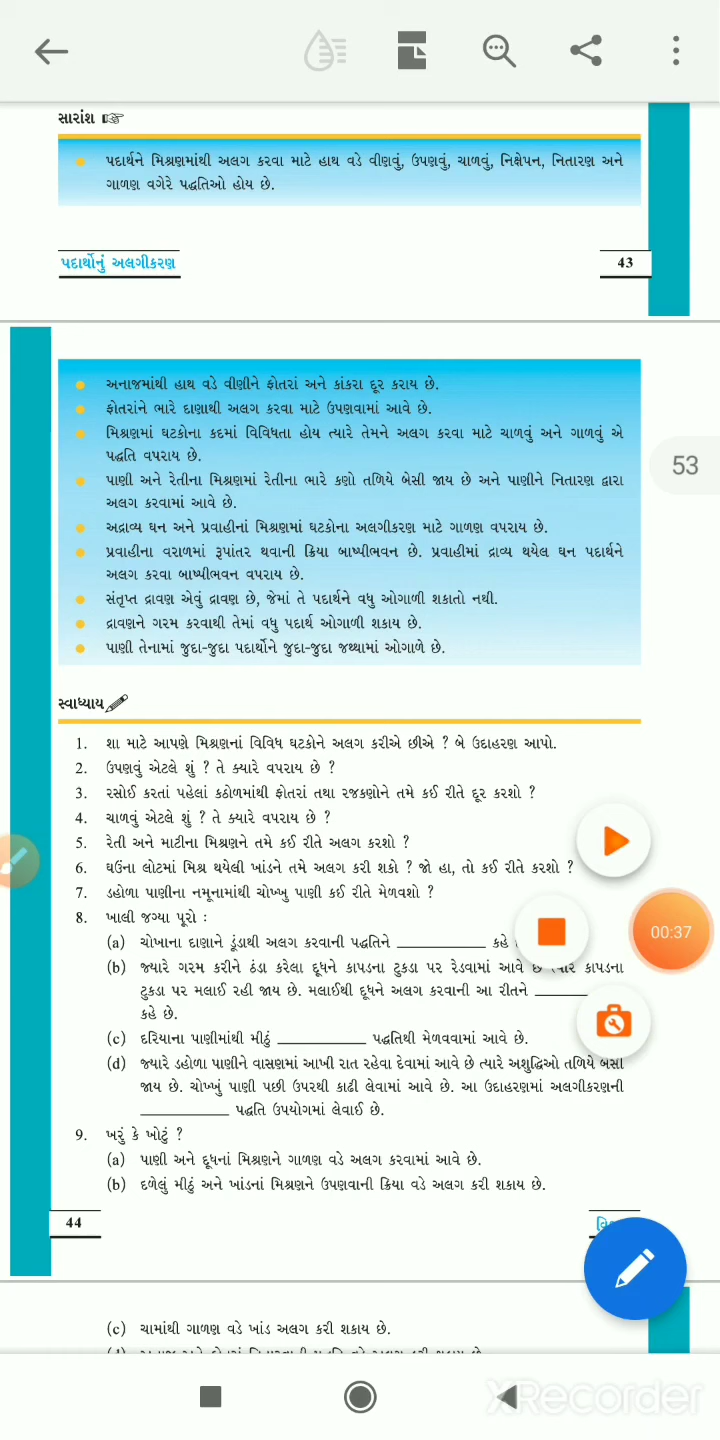 સારાંશ
પદાર્થને મિશ્રણમાંથી અલગ કરવા માટે હાથ વડે વીણવું, ઉપણવું, ચાળવું, નિક્ષેપન, નિતારણ અને
ગાળણ વગેરે પદ્ધતિઓ હોય છે.
પદાર્થોનું અલગીકરણ
43
અનાજમાંથી હાથ વડે વીણીને ફોતરાં અને કાંકરા દૂર કરાય છે.
ફોતરાંને ભારે દાણાથી અલગ કરવા માટે ઉપણવામાં આવે છે.
મિશ્રણમાં ઘટકોના કદમાં વિવિધતા હોય ત્યારે તેમને અલગ કરવા માટે ચાળવું અને ગાળવું એ
પદ્ધતિ વપરાય છે.
53
પાણી અને રેતીના મિશ્રણમાં રેતીના ભારે કણો તળિયે બેસી જાય છે અને પાણીને નિતારણ દ્વારા
અલગ કરવામાં આવે છે.
અદ્રાવ્ય ઘન અને પ્રવાહીનાં મિશ્રણમાં ઘટકોના અલગીકરણ માટે ગાળણ વપરાય છે.
પ્રવાહીના વરાળમાં રૂપાંતર થવાની ક્રિયા બાષ્પીભવન છે. પ્રવાહીમાં દ્રાવ્ય થયેલ ઘન પદાર્થને
અલગ કરવા બાષ્પીભવન વપરાય છે.
સંતૃપ્ત દ્રાવણ એવું દ્રાવણ છે, જેમાં તે પદાર્થને વધુ ઓગાળી શકાતો નથી.
દ્રાવણને ગરમ કરવાથી તેમાં વધુ પદાર્થ ઓગાળી શકાય છે.
પાણી તેનામાં જુદા-જુદા પદાર્થોને જુદા-જુદા જથ્થામાં ઓગાળે છે.
સ્વાધ્યાય
1. શા માટે આપણે મિશ્રણનાં વિવિધ ઘટકોને અલગ કરીએ છીએ ? બે ઉદાહરણ આપો.
2. ઉપણવું એટલે શું ? તે ક્યારે વપરાય છે ?
3. રસોઈ કરતાં પહેલાં કઠોળમાંથી ફોતરાં તથા રજકણોને તમે કઈ રીતે દૂર કરશો ?
4. ચાળવું એટલે શું ? તે ક્યારે વપરાય છે ?
5. રેતી અને માટીના મિશ્રણને તમે કઈ રીતે અલગ કરશો ?
6. ઘઉંના લોટમાં મિશ્ર થયેલી ખાંડને તમે અલગ કરી શકો ? જો હા, તો કઈ રીતે કરશો ?
7. ડહોળા પાણીના નમૂનામાંથી ચોખ્ખુ પાણી કઈ રીતે મેળવશો ?
8. ખાલી જગ્યા પૂરો :
(a) ચોખાના દાણાને ડૂંડાથી અલગ કરવાની પદ્ધતિને ____________ કહે
00:37
(b) જ્યારે ગરમ કરીને ઠંડા કરેલા દૂધને કાપડના ટુકડા પર રેડવામાં આવે છે ત્યારે કાપડના
ટુકડા પર મલાઈ રહી જાય છે. મલાઈથી દૂધને અલગ કરવાની આ રીતને ________
કહે છે.
(c) દરિયાના પાણીમાંથી મીઠું ____________ પદ્ધતિથી મેળવવામાં આવે છે.
(d) જ્યારે ડહોળા પાણીને વાસણમાં આખી રાત રહેવા દેવામાં આવે છે ત્યારે અશુદ્ધિઓ તળિયે બેસી
જાય છે. ચોખ્ખું પાણી પછી ઉપરથી કાઢી લેવામાં આવે છે. આ ઉદાહરણમાં અલગીકરણની
____________ પદ્ધતિ ઉપયોગમાં લેવાઈ છે.
9. ખરું કે ખોટું ?
(a) પાણી અને દૂધનાં મિશ્રણને ગાળણ વડે અલગ કરવામાં આવે છે.
(b) દળેલું મીઠું અને ખાંડનાં મિશ્રણને ઉપણવાની ક્રિયા વડે અલગ કરી શકાય છે.
44
(c) ચામાંથી ગાળણ વડે ખાંડ અલગ કરી શકાય છે.
XRecorder